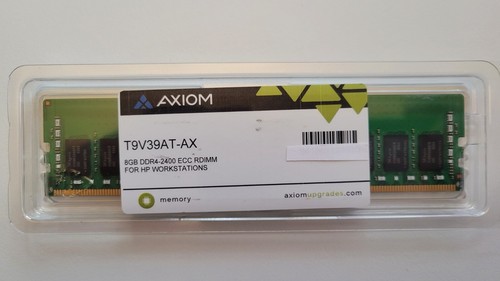 AXIOM
T9V39AT-AX
8GB DDR4-2400 ECC RDIMM
FOR HP WORKSTATIONS
memory
axiomupgrades.com